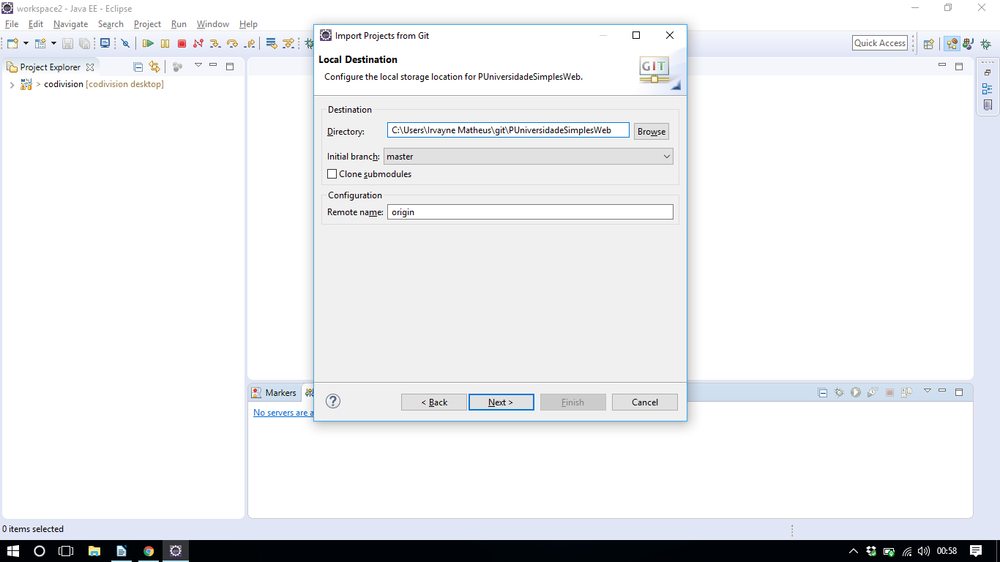 workspace2 - Java EE - Eclipse
File Edit Navigate Search Project Run Window Help
Quick Access
Project Explorer
> codivision [codivision desktop]
Import Projects from Git
Local Destination
Configure the local storage location for PUniversidadeSimplesWeb.
GIT
Destination
Directory: C:\Users\Irvayne Matheus\git\PUniversidadeSimplesWeb Browse
Initial branch: master
Clone submodules
Configuration
Remote name: origin
< Back Next > Finish Cancel
Markers
No servers are a
0 items selected
00:58